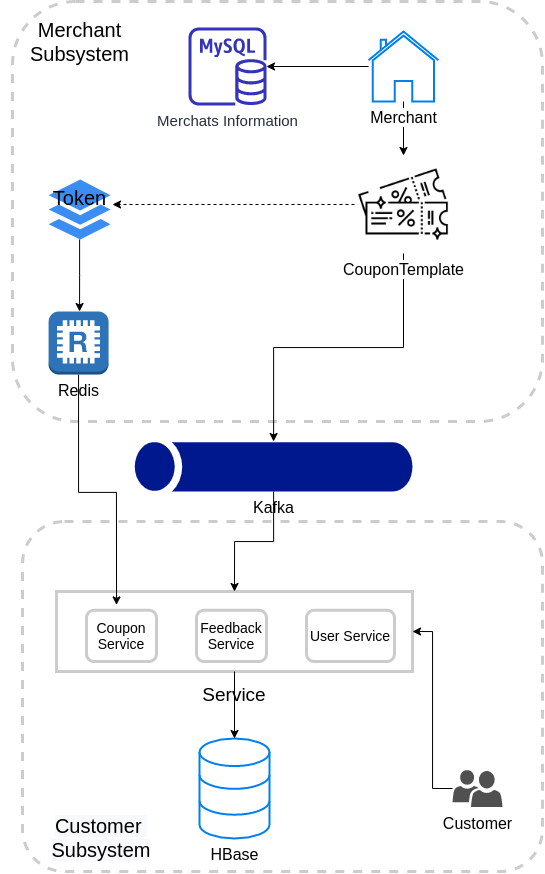 Merchant
Subsystem
MySQL
Merchats Information
Merchant
Token
%
%
CouponTemplate
R
Redis
Kafka
Coupon
Service
Feedback
Service
User Service
Service
HBase
Customer
Customer
Subsystem